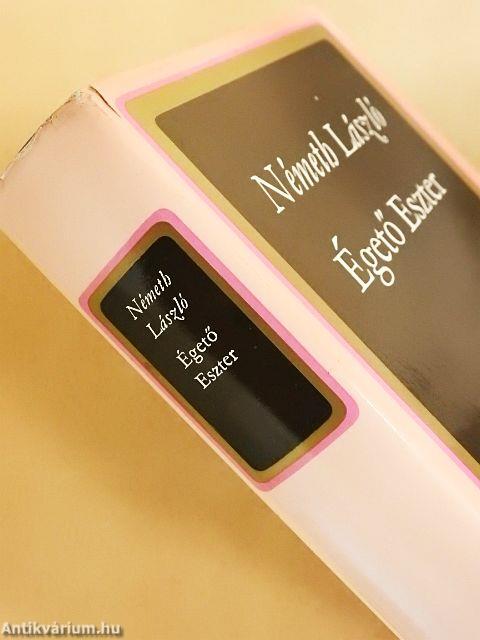 Németh László
Égető Eszter
Németh
László
Égető
Eszter
Antikvárium.hu